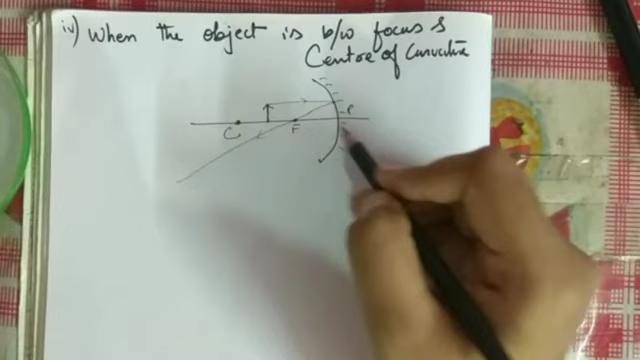 iv) When the object is b/w focus &
Centre of Curvature
P
C
F